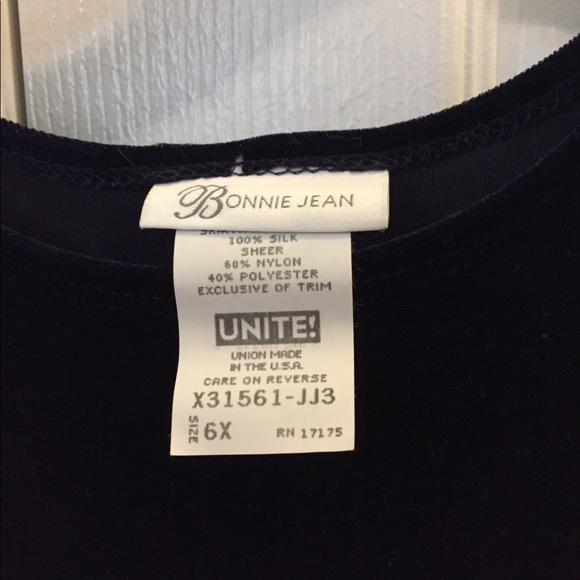 BONNIE JEAN
100% SILK
SHEER
60% NYLON
40% POLYESTER
EXCLUSIVE OF TRIM
UNITE!
UNION MADE
IN THE U.S.A.
CARE ON REVERSE
X31561-JJ3
SIZE 6X RN 17175